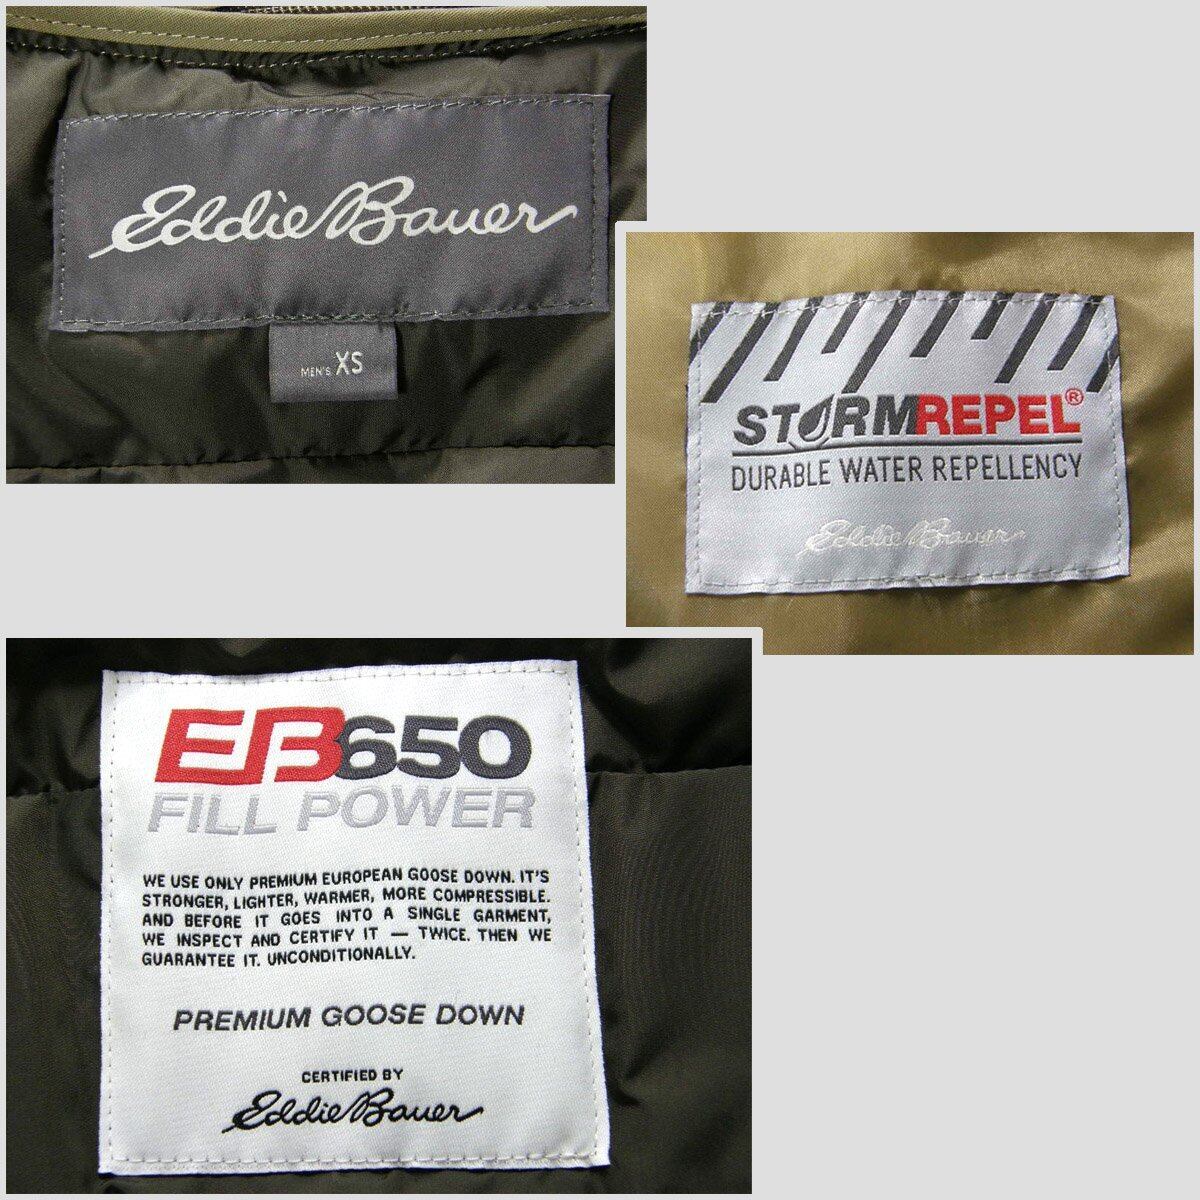 Eddie Bauer
MEN'S XS
STORMREPEL®
DURABLE WATER REPELLENCY
Eddie Bauer
EB650
FILL POWER
WE USE ONLY PREMIUM EUROPEAN GOOSE DOWN. IT'S
STRONGER, LIGHTER, WARMER, MORE COMPRESSIBLE.
AND BEFORE IT GOES INTO A SINGLE GARMENT,
WE INSPECT AND CERTIFY IT — TWICE. THEN WE
GUARANTEE IT. UNCONDITIONALLY.
PREMIUM GOOSE DOWN
CERTIFIED BY
Eddie Bauer